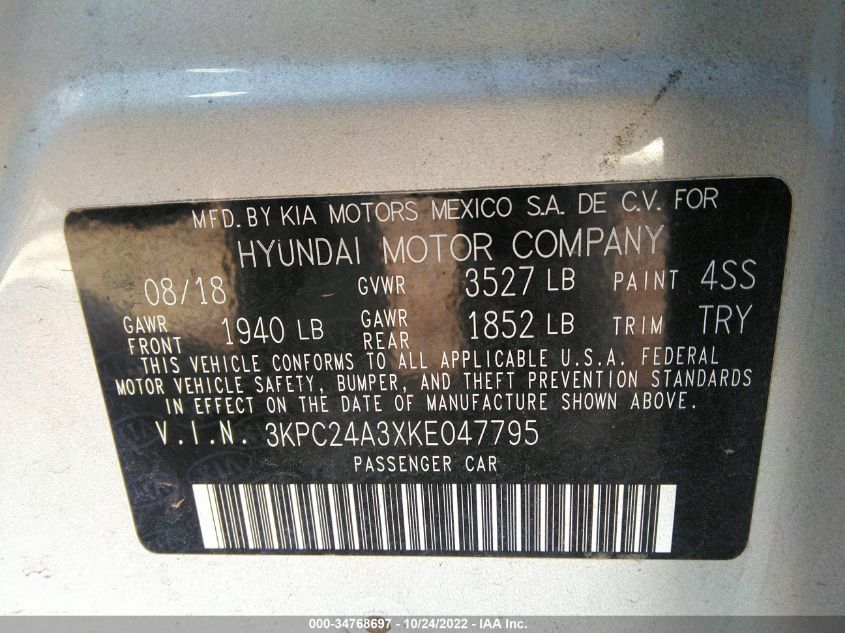 MFD. BY KIA MOTORS MEXICO S.A. DE C.V. FOR
HYUNDAI MOTOR COMPANY
08/18 GVWR 3527 LB PAINT 4SS
GAWR FRONT 1940 LB GAWR REAR 1852 LB TRIM TRY
THIS VEHICLE CONFORMS TO ALL APPLICABLE U.S.A. FEDERAL
MOTOR VEHICLE SAFETY, BUMPER, AND THEFT PREVENTION STANDARDS
IN EFFECT ON THE DATE OF MANUFACTURE SHOWN ABOVE.
V.I.N. 3KPC24A3XKE047795
PASSENGER CAR
000-34768697 - 10/24/2022 - IAA Inc.